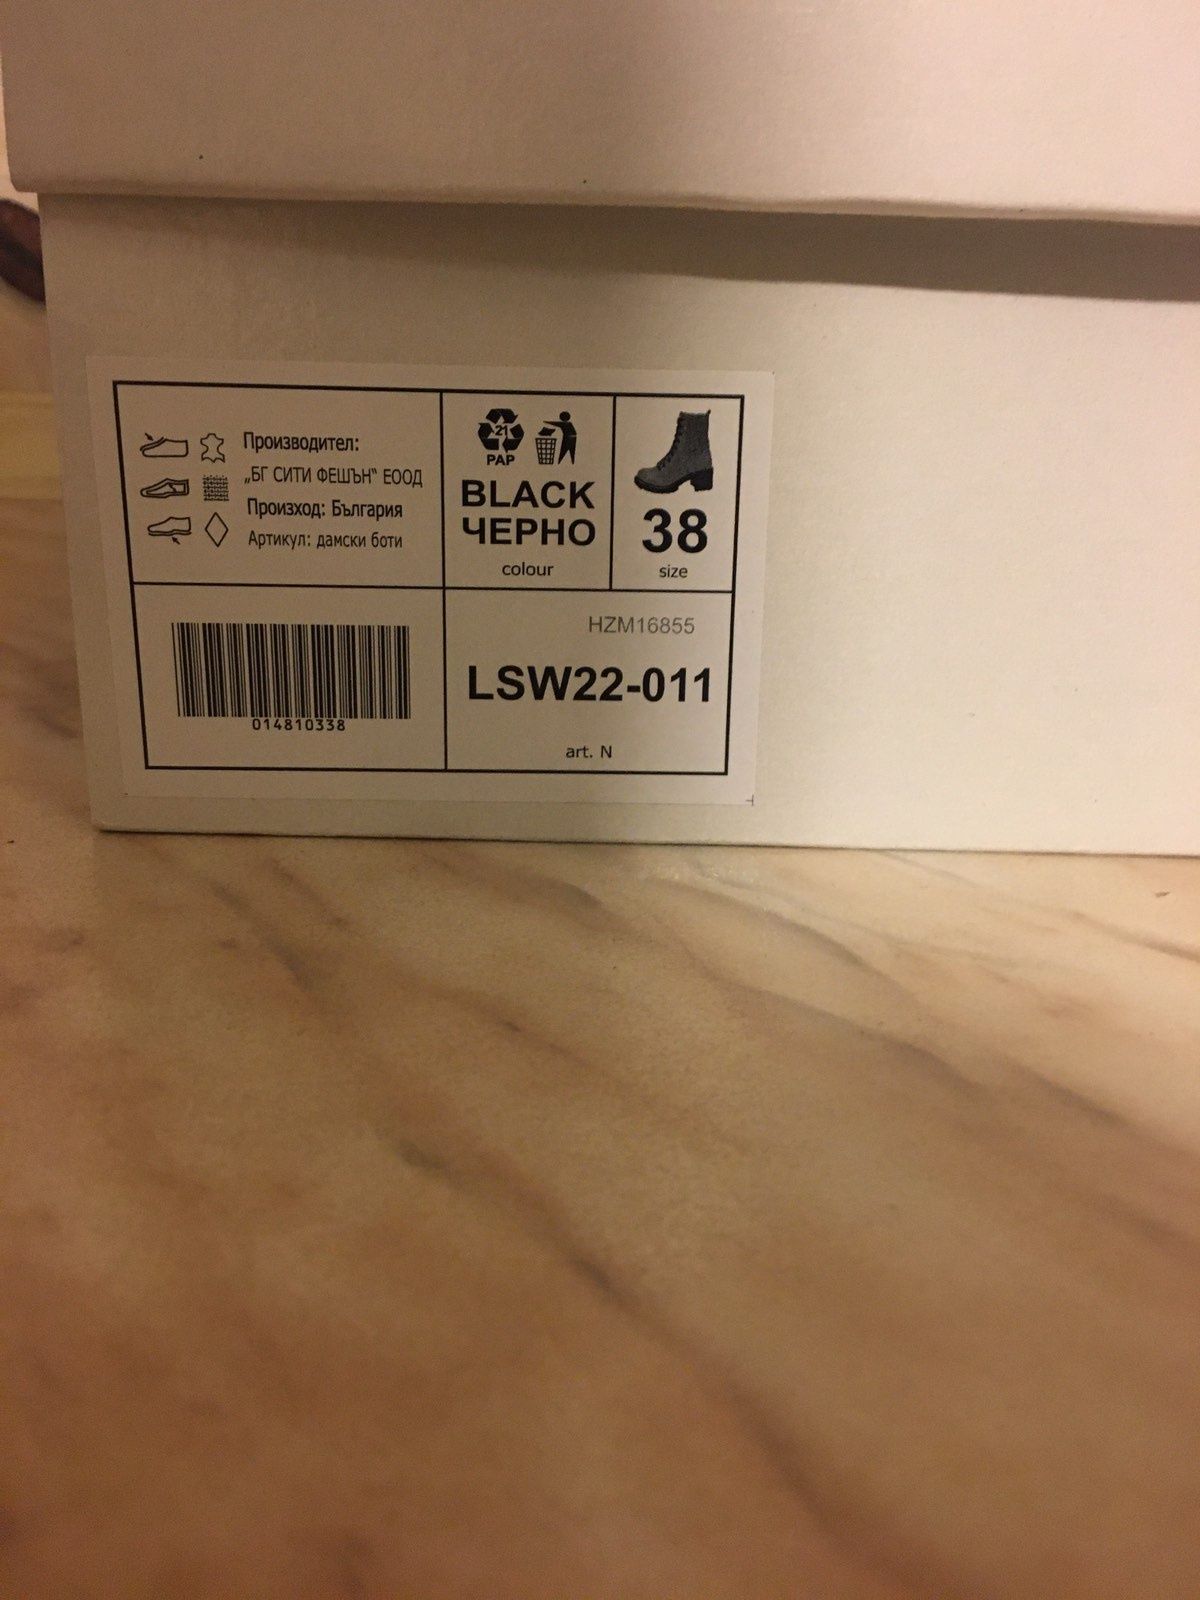 Производител:
„БГ СИТИ ФЕШЪН“ ЕООД
Произход: България
Артикул: дамски боти
21
PAP
BLACK
ЧЕРНО
colour
38
size
014810338
HZM16855
LSW22-011
art. N